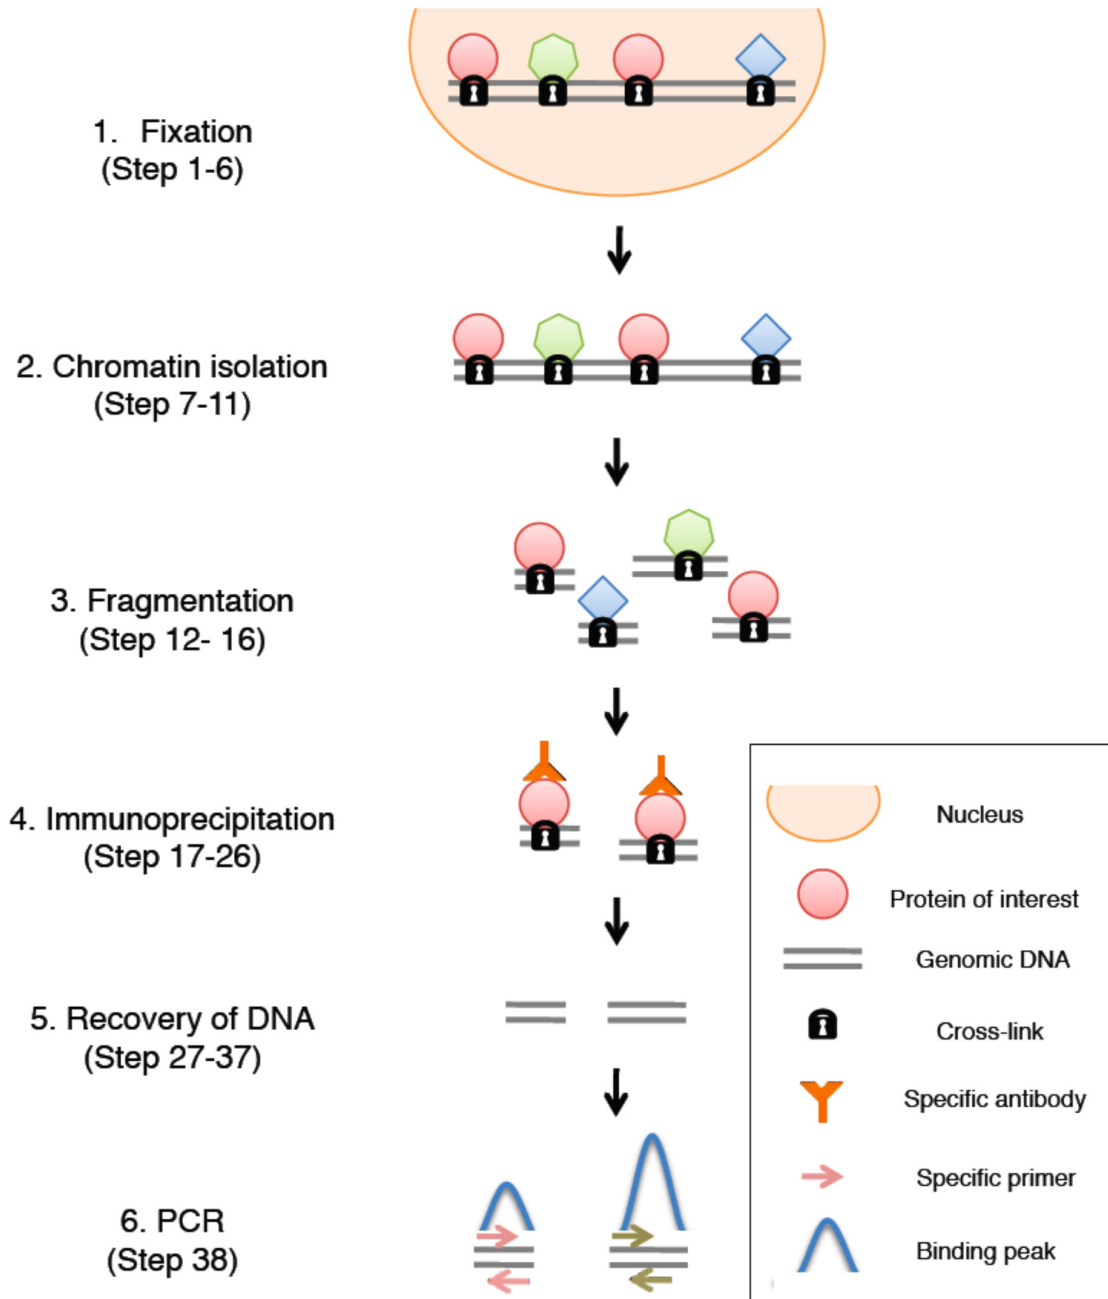 1. Fixation
(Step 1-6)
2. Chromatin isolation
(Step 7-11)
3. Fragmentation
(Step 12- 16)
4. Immunoprecipitation
(Step 17-26)
5. Recovery of DNA
(Step 27-37)
6. PCR
(Step 38)
Nucleus
Protein of interest
Genomic DNA
Cross-link
Specific antibody
Specific primer
Binding peak